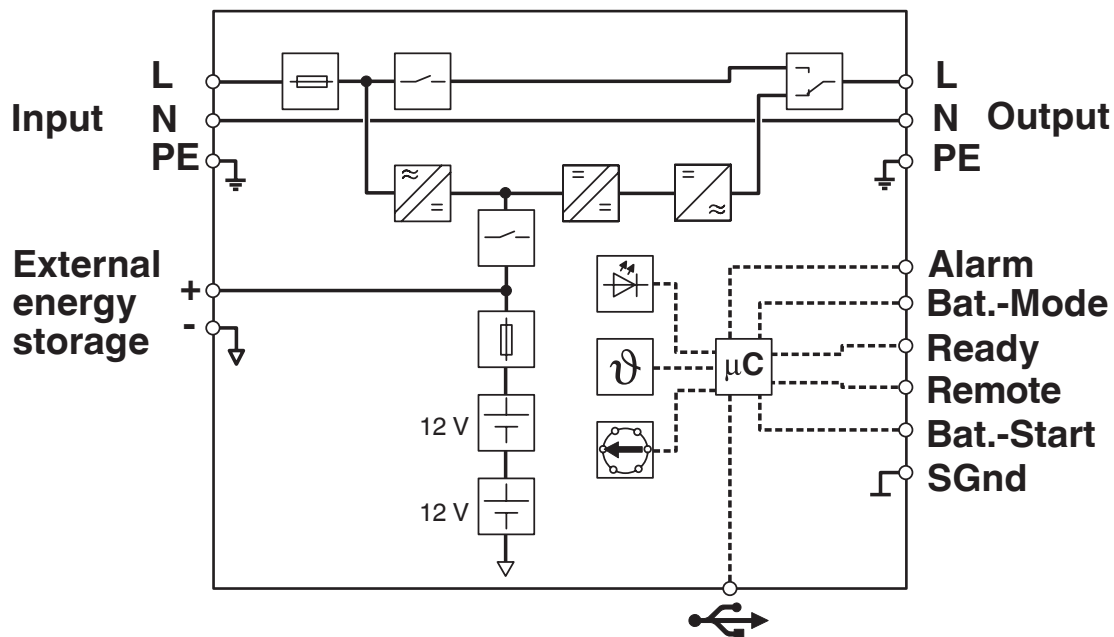 L
Input N
PE
L
N Output
PE
≈
=
=
=
=
≈
External
energy
storage
+
-
12 V
12 V
ϑ
µC
Alarm
Bat.-Mode
Ready
Remote
Bat.-Start
SGnd